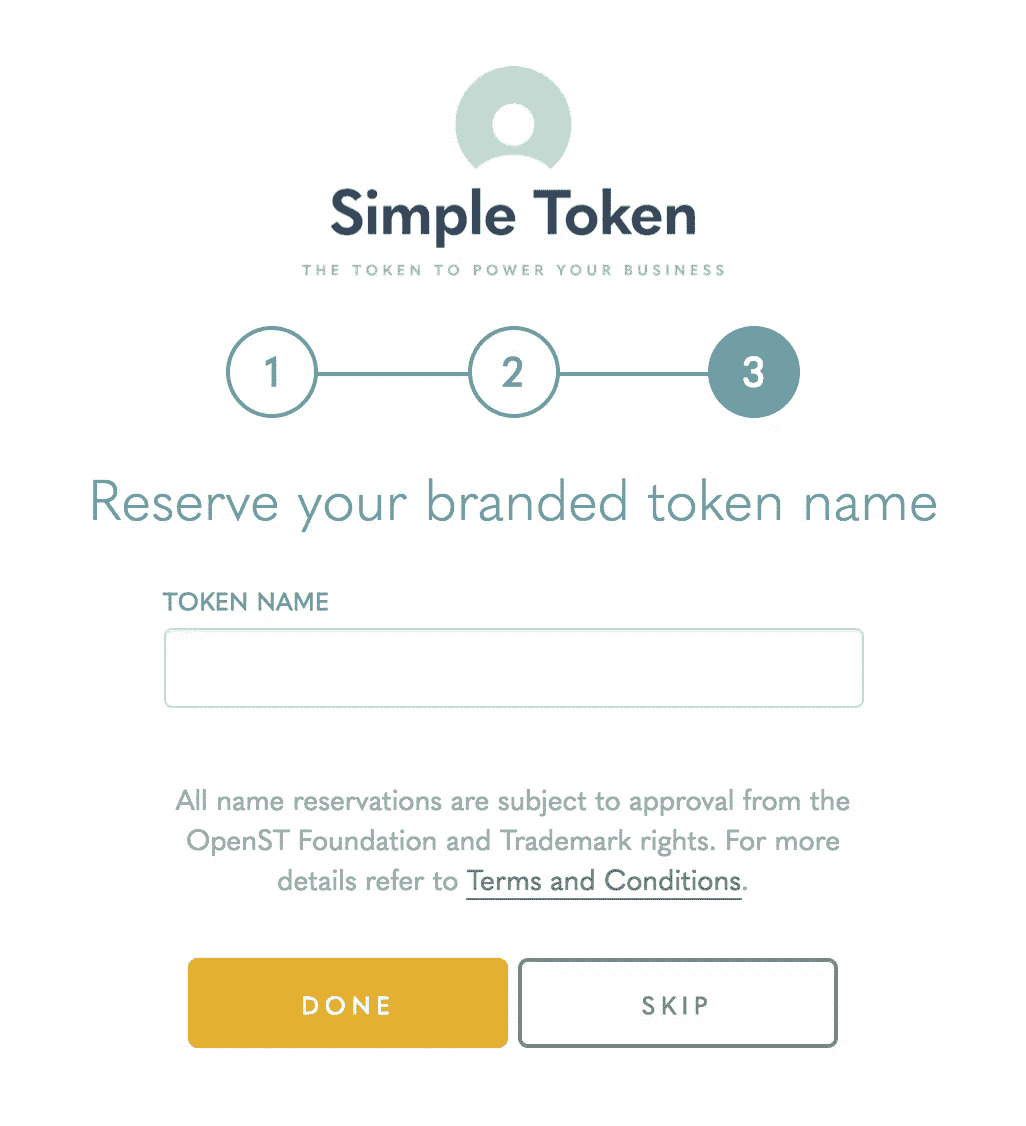 Simple Token
THE TOKEN TO POWER YOUR BUSINESS
1 2 3
Reserve your branded token name
TOKEN NAME
All name reservations are subject to approval from the
OpenST Foundation and Trademark rights. For more
details refer to Terms and Conditions.
DONE SKIP